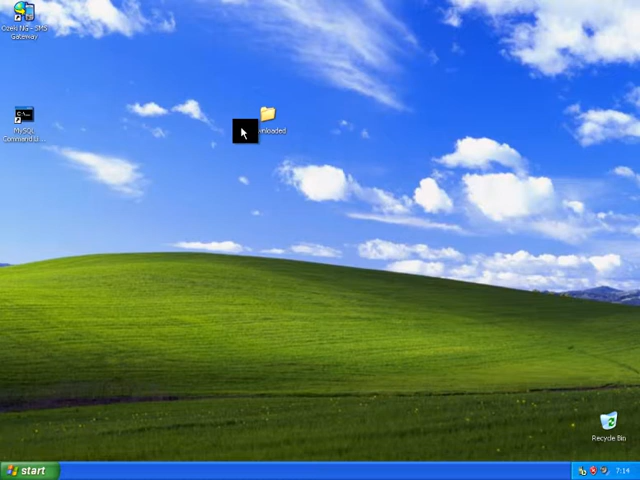 Ozeki NG - SMS
Gateway
MySQL
Command Li...
Recycle Bin
start
7:14